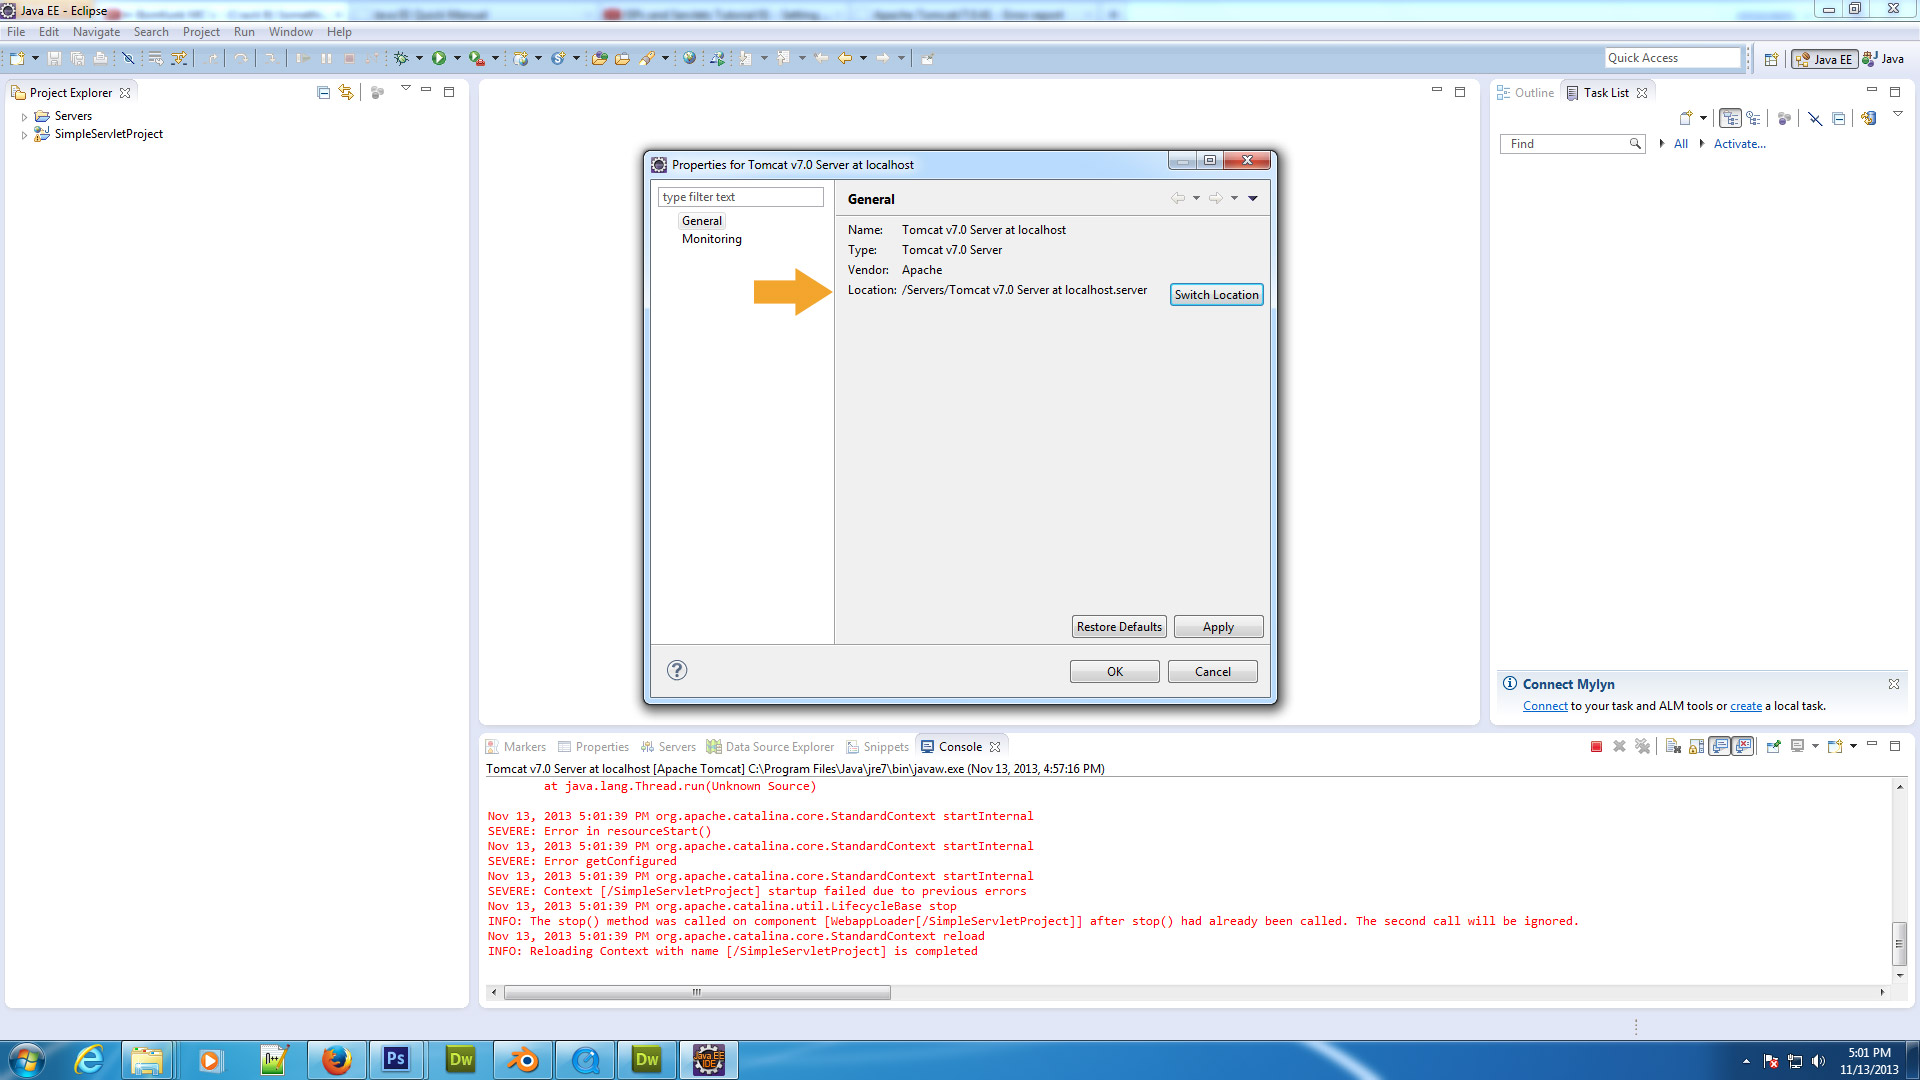 Java EE - Eclipse
Java EE Quick Manual
File Edit Navigate Search Project Run Window Help
Quick Access
Java EE
Java
Project Explorer
Servers
SimpleServletProject
Outline
Task List
Find
All
Activate...
Properties for Tomcat v7.0 Server at localhost
type filter text
General
Monitoring
General
Name: Tomcat v7.0 Server at localhost
Type: Tomcat v7.0 Server
Vendor: Apache
Location: /Servers/Tomcat v7.0 Server at localhost.server
Switch Location
Restore Defaults
Apply
OK
Cancel
Connect Mylyn
Connect to your task and ALM tools or create a local task.
Markers Properties Servers Data Source Explorer Snippets Console
Tomcat v7.0 Server at localhost [Apache Tomcat] C:\Program Files\Java\jre7\bin\javaw.exe (Nov 13, 2013, 4:57:16 PM)
at java.lang.Thread.run(Unknown Source)
Nov 13, 2013 5:01:39 PM org.apache.catalina.core.StandardContext startInternal
SEVERE: Error in resourceStart()
Nov 13, 2013 5:01:39 PM org.apache.catalina.core.StandardContext startInternal
SEVERE: Error getConfigured
Nov 13, 2013 5:01:39 PM org.apache.catalina.core.StandardContext startInternal
SEVERE: Context [/SimpleServletProject] startup failed due to previous errors
Nov 13, 2013 5:01:39 PM org.apache.catalina.util.LifecycleBase stop
INFO: The stop() method was called on component [WebappLoader[/SimpleServletProject]] after stop() had already been called. The second call will be ignored.
Nov 13, 2013 5:01:39 PM org.apache.catalina.core.StandardContext reload
INFO: Reloading Context with name [/SimpleServletProject] is completed
Ps
Dw
Dw
Java EE
IDE
5:01 PM
11/13/2013